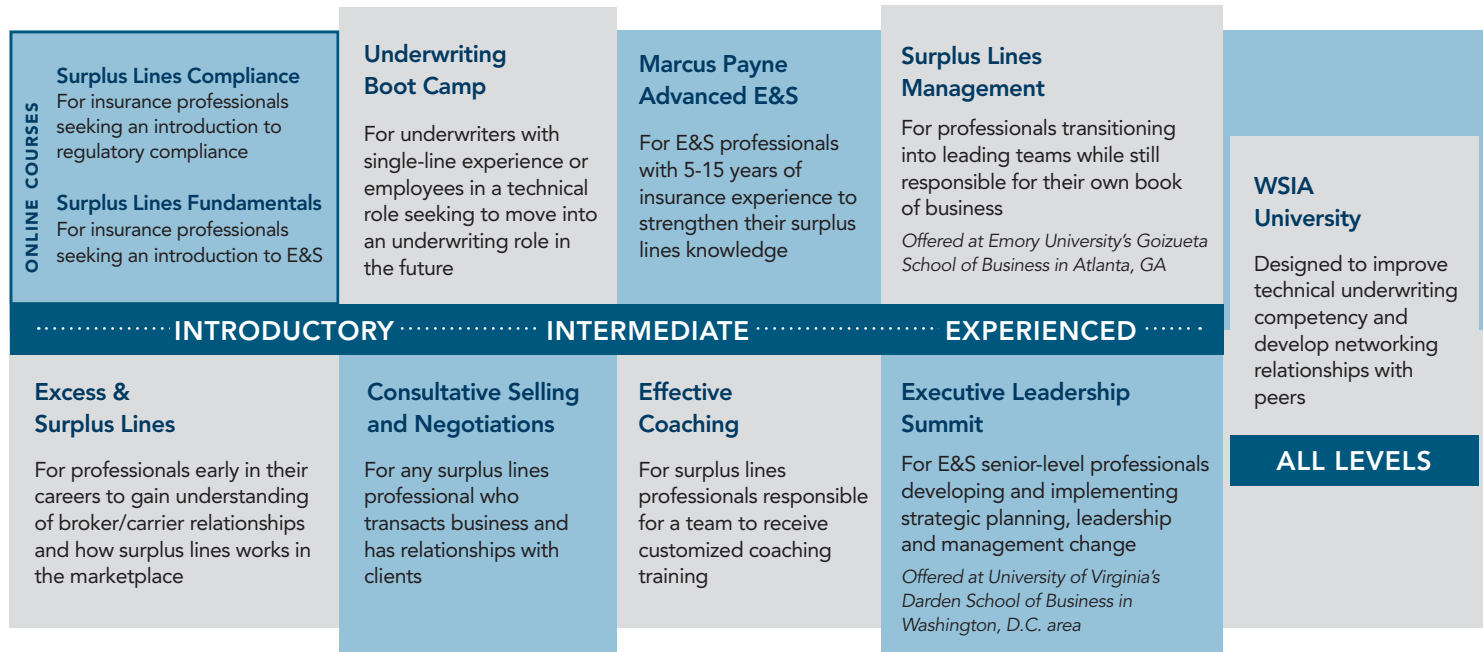 ONLINE COURSES
Surplus Lines Compliance
For insurance professionals
seeking an introduction to
regulatory compliance
Surplus Lines Fundamentals
For insurance professionals
seeking an introduction to E&S
Underwriting
Boot Camp
For underwriters with
single-line experience or
employees in a technical
role seeking to move into
an underwriting role in
the future
Marcus Payne
Advanced E&S
For E&S professionals
with 5-15 years of
insurance experience to
strengthen their surplus
lines knowledge
Surplus Lines
Management
For professionals transitioning
into leading teams while still
responsible for their own book
of business
Offered at Emory University's Goizueta
School of Business in Atlanta, GA
INTRODUCTORY
INTERMEDIATE
EXPERIENCED
Excess &
Surplus Lines
For professionals early in their
careers to gain understanding
of broker/carrier relationships
and how surplus lines works in
the marketplace
Consultative Selling
and Negotiations
For any surplus lines
professional who
transacts business and
has relationships with
clients
Effective
Coaching
For surplus lines
professionals responsible
for a team to receive
customized coaching
training
Executive Leadership
Summit
For E&S senior-level professionals
developing and implementing
strategic planning, leadership
and management change
Offered at University of Virginia's
Darden School of Business in
Washington, D.C. area
WSIA
University
Designed to improve
technical underwriting
competency and
develop networking
relationships with
peers
ALL LEVELS